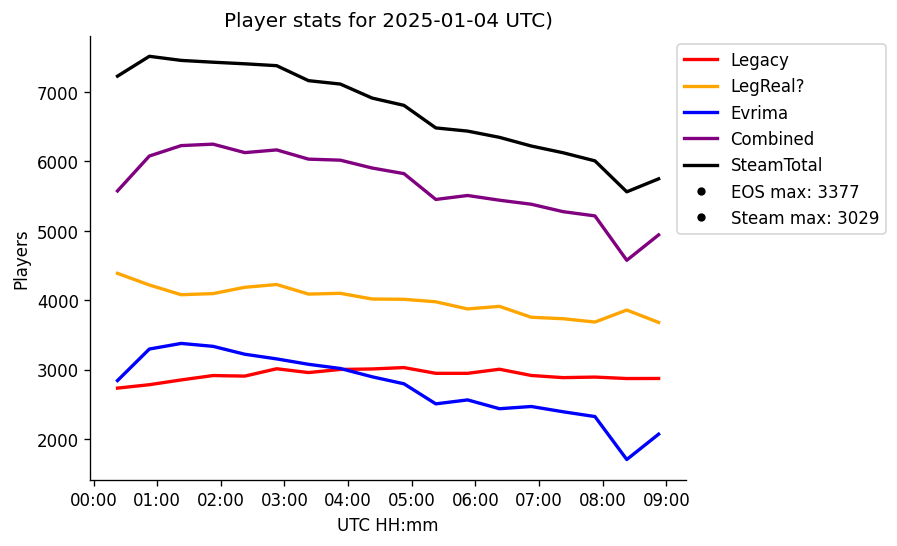 Player stats for 2025-01-04 UTC)
Legacy
LegReal?
Evrima
Combined
SteamTotal
EOS max: 3377
Steam max: 3029
Players
7000
6000
5000
4000
3000
2000
00:00 01:00 02:00 03:00 04:00 05:00 06:00 07:00 08:00 09:00
UTC HH:mm